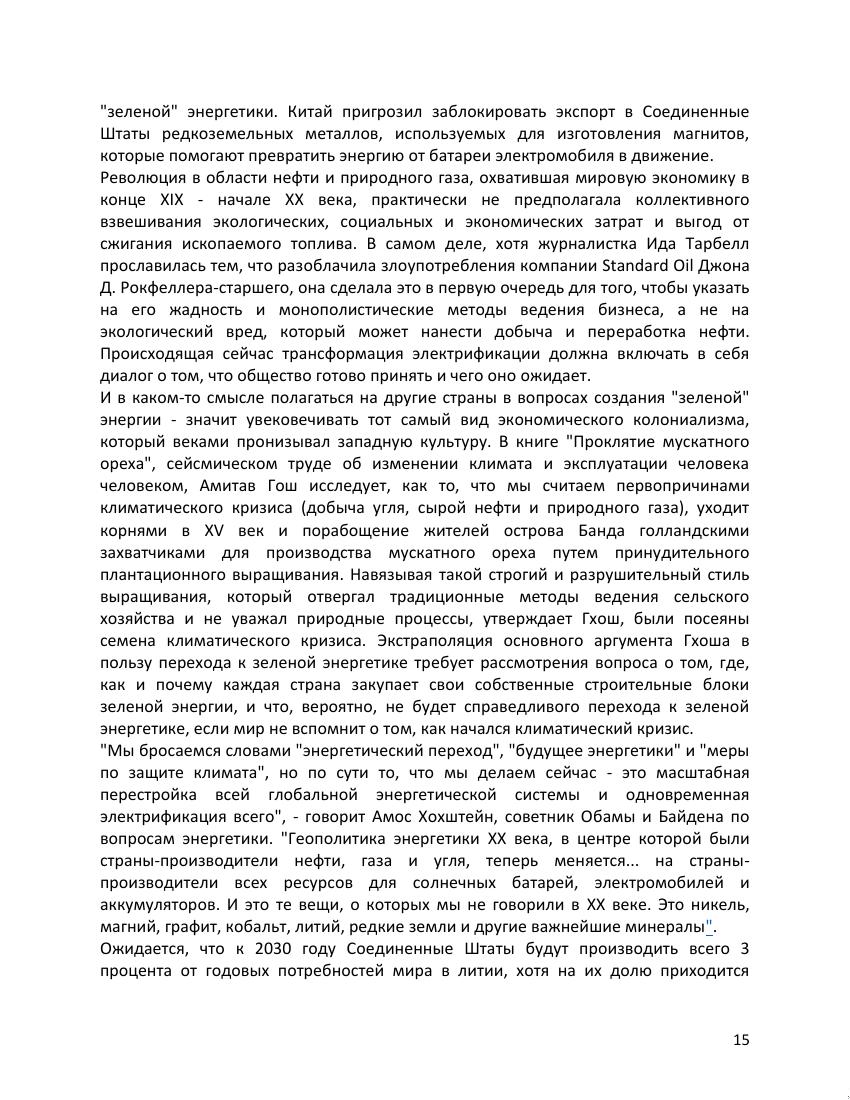 "зеленой" энергетики. Китай пригрозил заблокировать экспорт в Соединенные
Штаты редкоземельных металлов, используемых для изготовления магнитов,
которые помогают превратить энергию от батареи электромобиля в движение.
Революция в области нефти и природного газа, охватившая мировую экономику в
конце XIX - начале XX века, практически не предполагала коллективного
взвешивания экологических, социальных и экономических затрат и выгод от
сжигания ископаемого топлива. В самом деле, хотя журналистка Ида Тарбелл
прославилась тем, что разоблачила злоупотребления компании Standard Oil Джона
Д. Рокфеллера-старшего, она сделала это в первую очередь для того, чтобы указать
на его жадность и монополистические методы ведения бизнеса, а не на
экологический вред, который может нанести добыча и переработка нефти.
Происходящая сейчас трансформация электрификации должна включать в себя
диалог о том, что общество готово принять и чего оно ожидает.
И в каком-то смысле полагаться на другие страны в вопросах создания "зеленой"
энергии - значит увековечивать тот самый вид экономического колониализма,
который веками пронизывал западную культуру. В книге "Проклятие мускатного
ореха", сейсмическом труде об изменении климата и эксплуатации человека
человеком, Амитав Гош исследует, как то, что мы считаем первопричинами
климатического кризиса (добыча угля, сырой нефти и природного газа), уходит
корнями в XV век и порабощение жителей острова Банда голландскими
захватчиками для производства мускатного ореха путем принудительного
плантационного выращивания. Навязывая такой строгий и разрушительный стиль
выращивания, который отвергал традиционные методы ведения сельского
хозяйства и не уважал природные процессы, утверждает Гхош, были посеяны
семена климатического кризиса. Экстраполяция основного аргумента Гхоша в
пользу перехода к зеленой энергетике требует рассмотрения вопроса о том, где,
как и почему каждая страна закупает свои собственные строительные блоки
зеленой энергии, и что, вероятно, не будет справедливого перехода к зеленой
энергетике, если мир не вспомнит о том, как начался климатический кризис.
"Мы бросаемся словами "энергетический переход", "будущее энергетики" и "меры
по защите климата", но по сути то, что мы делаем сейчас - это масштабная
перестройка всей глобальной энергетической системы и одновременная
электрификация всего", - говорит Амос Хохштейн, советник Обамы и Байдена по
вопросам энергетики. "Геополитика энергетики XX века, в центре которой были
страны-производители нефти, газа и угля, теперь меняется... на страны-
производители всех ресурсов для солнечных батарей, электромобилей и
аккумуляторов. И это те вещи, о которых мы не говорили в XX веке. Это никель,
магний, графит, кобальт, литий, редкие земли и другие важнейшие минералы".
Ожидается, что к 2030 году Соединенные Штаты будут производить всего 3
процента от годовых потребностей мира в литии, хотя на их долю приходится
15